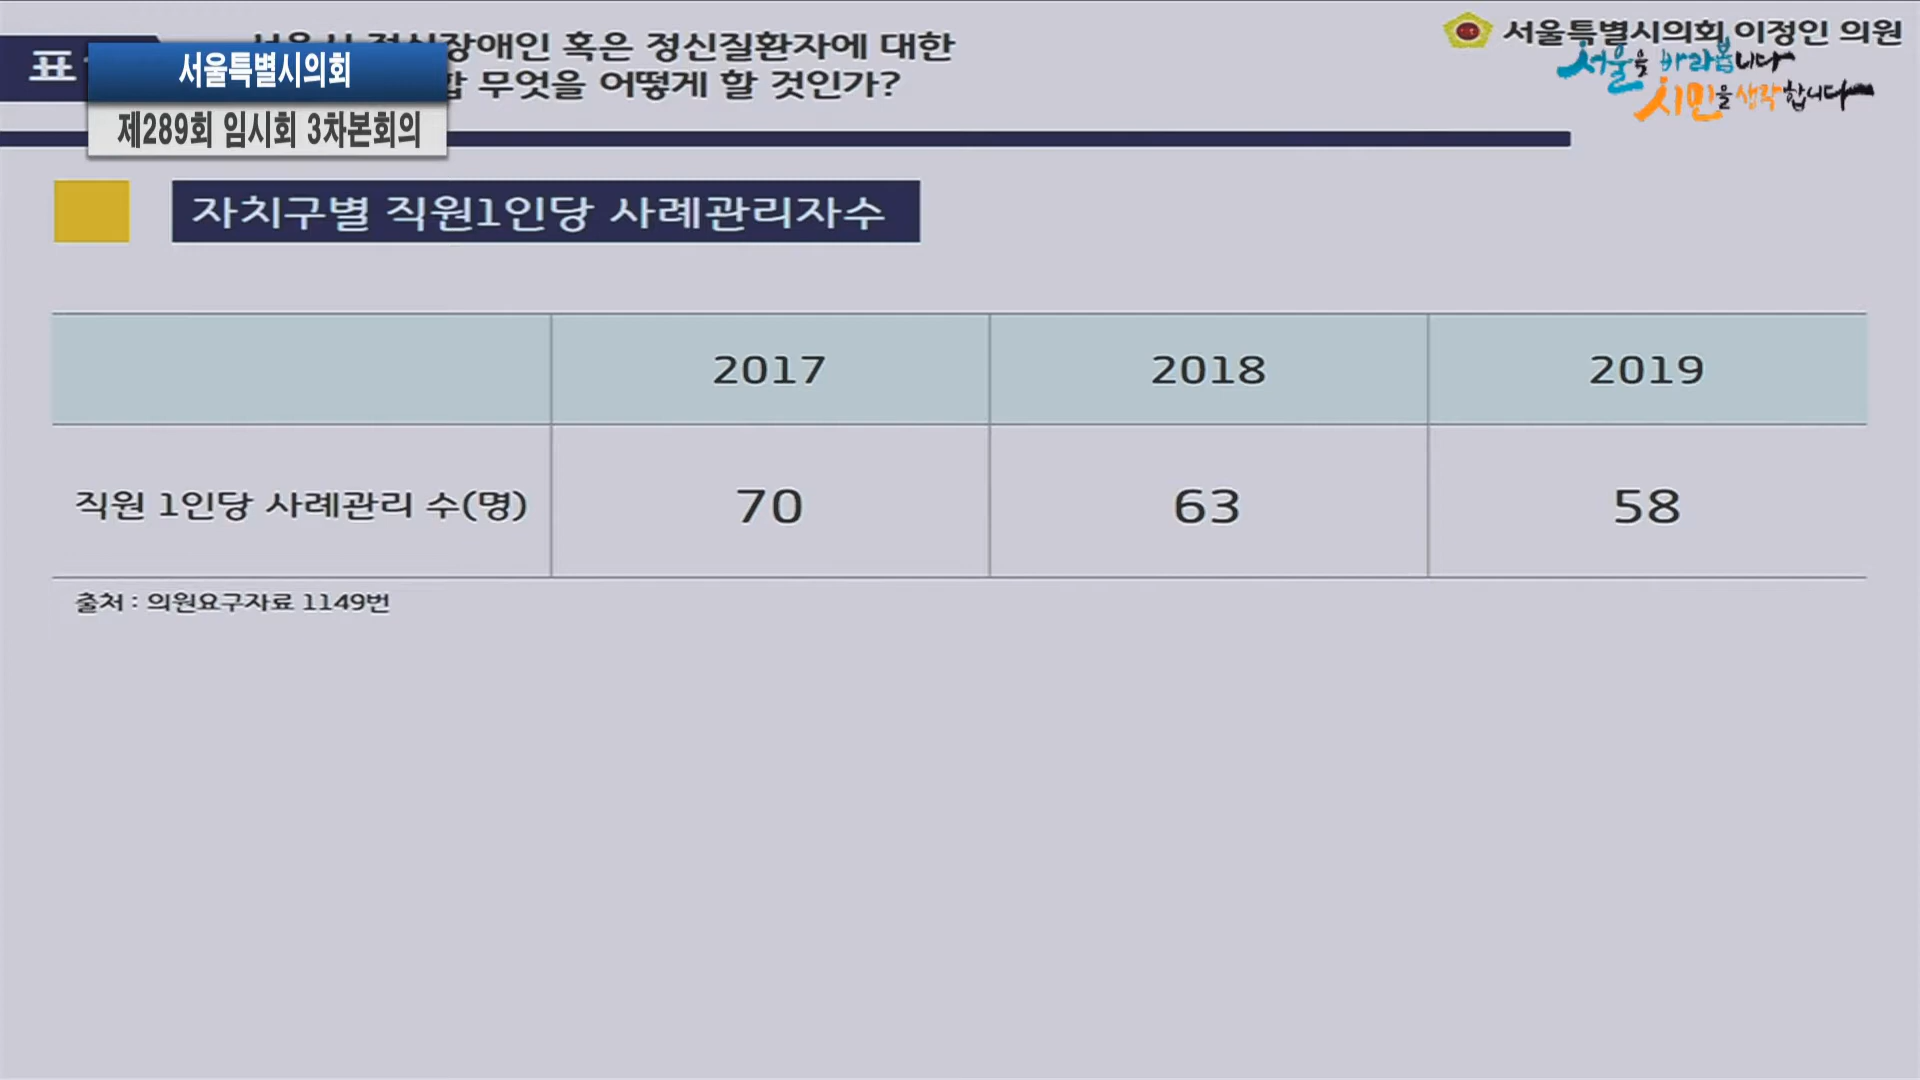 표
장애인 혹은 정신질환자에 대한
무엇을 어떻게 할 것인가?
서울특별시의회
제289회 임시회 3차본회의
서울특별시의회 이정인 의원
서울을 바라봅니다
시민을 생각합니다
자치구별 직원1인당 사례관리자수
2017 2018 2019
직원 1인당 사례관리 수(명) 70 63 58
출처 : 의원요구자료 1149번